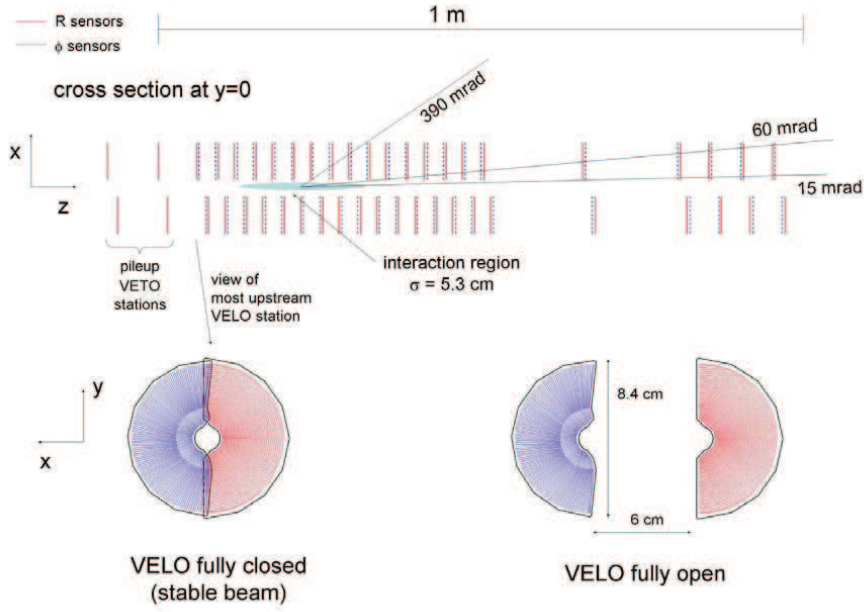 R sensors
1 m
ϕ sensors
cross section at y=0
390 mrad
60 mrad
x
15 mrad
z
pileup
VETO
stations
view of
most upstream
VELO station
interaction region
σ = 5.3 cm
y
x
8.4 cm
6 cm
VELO fully closed
(stable beam)
VELO fully open